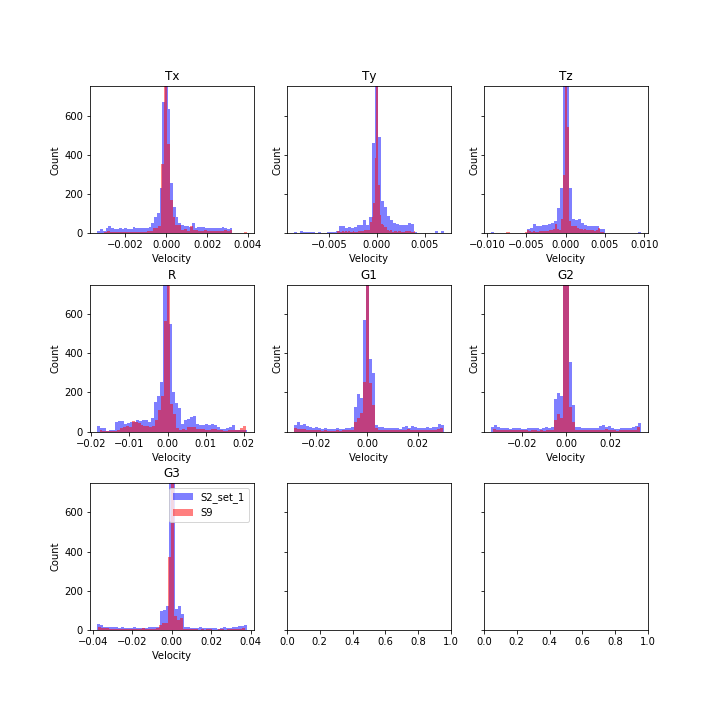 Tx Ty Tz
600
400
200
0
Count Count Count
−0.002 0.000 0.002 0.004 −0.005 0.000 0.005 −0.010 −0.005 0.000 0.005 0.010
Velocity Velocity Velocity
R G1 G2
600
400
200
0
Count Count Count
−0.02 −0.01 0.00 0.01 0.02 −0.02 0.00 0.02 −0.02 0.00 0.02
Velocity Velocity Velocity
G3
S2_set_1
S9
600
400
200
0
Count
−0.04 −0.02 0.00 0.02 0.04 0.0 0.2 0.4 0.6 0.8 1.0 0.0 0.2 0.4 0.6 0.8 1.0
Velocity